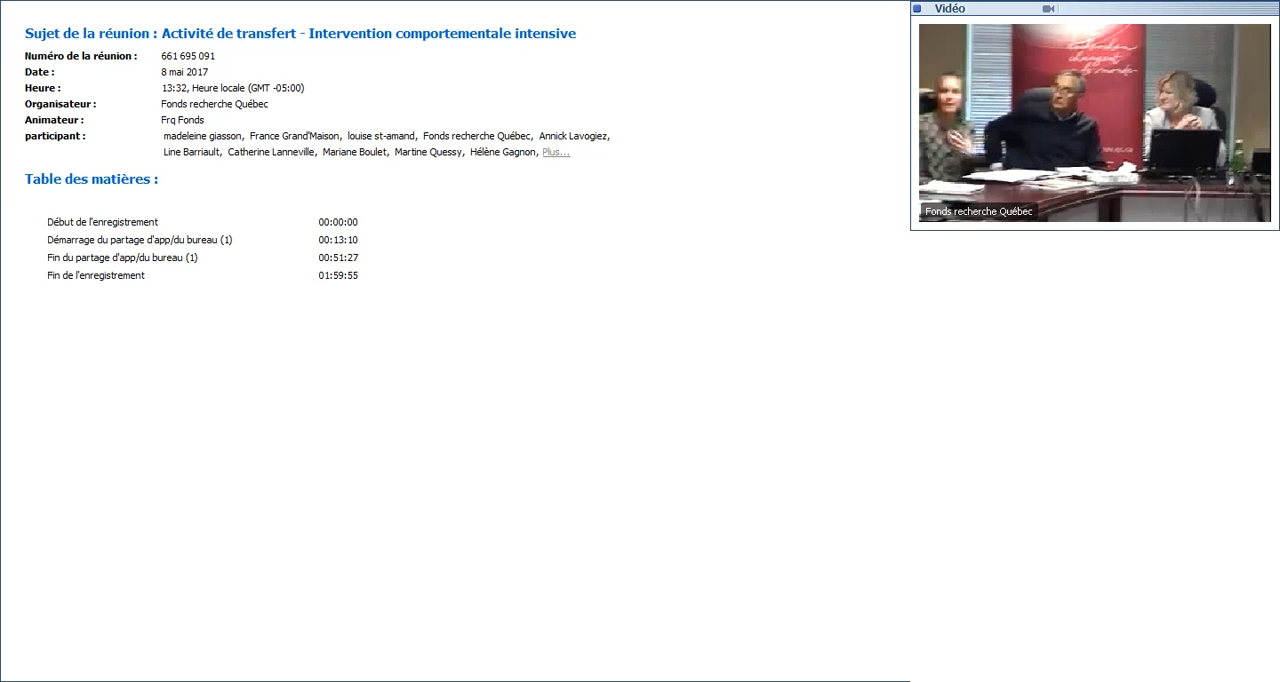 Sujet de la réunion : Activité de transfert - Intervention comportementale intensive
Numéro de la réunion : 661 695 091
Date : 8 mai 2017
Heure : 13:32, Heure locale (GMT -05:00)
Organisateur : Fonds recherche Québec
Animateur : Frq Fonds
participant : madeleine giasson, France Grand'Maison, louise st-amand, Fonds recherche Québec, Annick Lavogiez,
Line Barriault, Catherine Lanneville, Mariane Boulet, Martine Quessy, Hélène Gagnon, Plus...
Table des matières :
Début de l'enregistrement 00:00:00
Démarrage du partage d'app/du bureau (1) 00:13:10
Fin du partage d'app/du bureau (1) 00:51:27
Fin de l'enregistrement 01:59:55
Vidéo
changent
le monde
Fonds recherche Québec